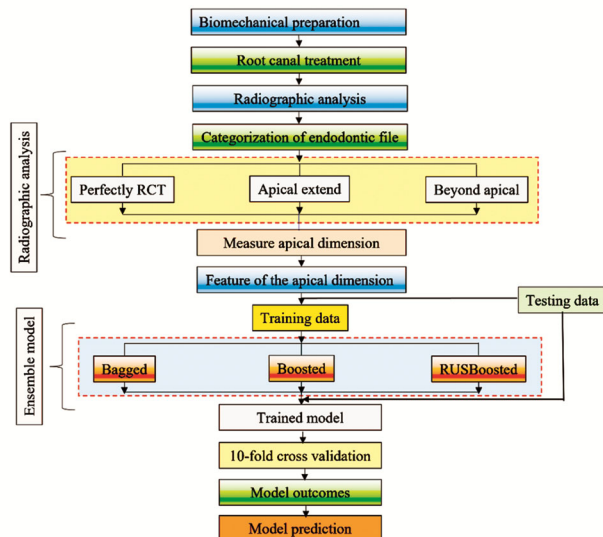 Biomechanical preparation
Root canal treatment
Radiographic analysis
Categorization of endodontic file
Radiographic analysis
Perfectly RCT
Apical extend
Beyond apical
Measure apical dimension
Feature of the apical dimension
Testing data
Training data
Ensemble model
Bagged
Boosted
RUSBoosted
Trained model
10-fold cross validation
Model outcomes
Model prediction